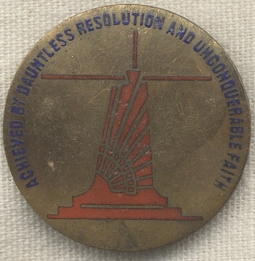 ACHIEVED BY DAUNTLESS RESOLUTION AND UNCONQUERABLE FAITH